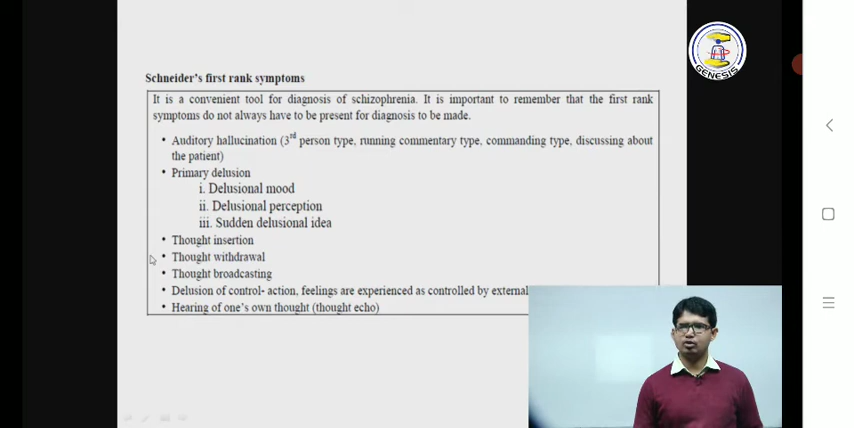 Schneider's first rank symptoms
It is a convenient tool for diagnosis of schizophrenia. It is important to remember that the first rank
symptoms do not always have to be present for diagnosis to be made.
• Auditory hallucination (3rd person type, running commentary type, commanding type, discussing about
the patient)
• Primary delusion
i. Delusional mood
ii. Delusional perception
iii. Sudden delusional idea
• Thought insertion
• Thought withdrawal
• Thought broadcasting
• Delusion of control- action, feelings are experienced as controlled by external
• Hearing of one's own thought (thought echo)
GENESIS